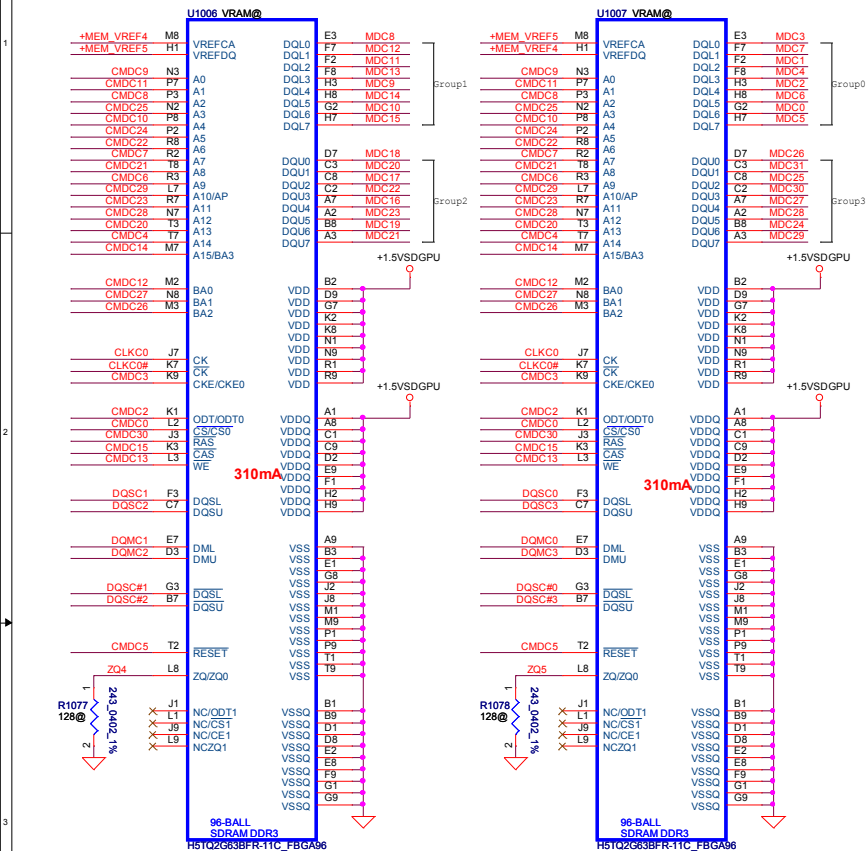 U1006 VRAM@
+MEM_VREF4 M8 VREFCA
+MEM_VREF5 H1 VREFDQ
CMDC9 N3 A0
CMDC11 P7 A1
CMDC8 P3 A2
CMDC25 N2 A3
CMDC10 P8 A4
CMDC24 P2 A5
CMDC22 R8 A6
CMDC7 R2 A7
CMDC21 T8 A8
CMDC6 R3 A9
CMDC29 L7 A10/AP
CMDC23 R7 A11
CMDC28 N7 A12
CMDC20 T3 A13
CMDC4 T7 A14
CMDC14 M7 A15/BA3
CMDC12 M2 BA0
CMDC27 N8 BA1
CMDC26 M3 BA2
CLKC0 J7 CK
CLKC0# K7 CK
CMDC3 K9 CKE/CKE0
CMDC2 K1 ODT/ODT0
CMDC0 L2 CS/CS0
CMDC30 J3 RAS
CMDC15 K3 CAS
CMDC13 L3 WE
DQSC1 F3 DQSL
DQSC2 C7 DQSU
DQMC1 E7 DML
DQMC2 D3 DMU
DQSC#1 G3 DQSL
DQSC#2 B7 DQSU
CMDC5 T2 RESET
ZQ4 L8 ZQ/ZQ0
R1077
128@
243_0402_1%
1
2
J1 NC/ODT1
L1 NC/CS1
J9 NC/CE1
L9 NCZQ1
DQL0 E3 MDC8
DQL1 F7 MDC12
DQL2 F2 MDC11
DQL3 F8 MDC13
DQL4 H3 MDC9
DQL5 H8 MDC14
DQL6 G2 MDC10
DQL7 H7 MDC15
Group1
DQU0 D7 MDC18
DQU1 C3 MDC20
DQU2 C8 MDC17
DQU3 C2 MDC22
DQU4 A7 MDC16
DQU5 A2 MDC23
DQU6 B8 MDC19
DQU7 A3 MDC21
Group2
+1.5VSDGPU
VDD B2
VDD D9
VDD G7
VDD K2
VDD K8
VDD N1
VDD N9
VDD R1
VDD R9
+1.5VSDGPU
VDDQ A1
VDDQ A8
VDDQ C1
VDDQ C9
VDDQ D2
VDDQ E9
VDDQ F1
VDDQ H2
VDDQ H9
310mA
VSS A9
VSS B3
VSS E1
VSS G8
VSS J2
VSS J8
VSS M1
VSS M9
VSS P1
VSS P9
VSS T1
VSS T9
VSSQ B1
VSSQ B9
VSSQ D1
VSSQ D8
VSSQ E2
VSSQ E8
VSSQ F9
VSSQ G1
VSSQ G9
96-BALL
SDRAM DDR3
H5TQ2G63BFR-11C_FBGA96
U1007 VRAM@
+MEM_VREF5 M8 VREFCA
+MEM_VREF4 H1 VREFDQ
CMDC9 N3 A0
CMDC11 P7 A1
CMDC8 P3 A2
CMDC25 N2 A3
CMDC10 P8 A4
CMDC24 P2 A5
CMDC22 R8 A6
CMDC7 R2 A7
CMDC21 T8 A8
CMDC6 R3 A9
CMDC29 L7 A10/AP
CMDC23 R7 A11
CMDC28 N7 A12
CMDC20 T3 A13
CMDC4 T7 A14
CMDC14 M7 A15/BA3
CMDC12 M2 BA0
CMDC27 N8 BA1
CMDC26 M3 BA2
CLKC0 J7 CK
CLKC0# K7 CK
CMDC3 K9 CKE/CKE0
CMDC2 K1 ODT/ODT0
CMDC0 L2 CS/CS0
CMDC30 J3 RAS
CMDC15 K3 CAS
CMDC13 L3 WE
DQSC0 F3 DQSL
DQSC3 C7 DQSU
DQMC0 E7 DML
DQMC3 D3 DMU
DQSC#0 G3 DQSL
DQSC#3 B7 DQSU
CMDC5 T2 RESET
ZQ5 L8 ZQ/ZQ0
R1078
128@
243_0402_1%
1
2
J1 NC/ODT1
L1 NC/CS1
J9 NC/CE1
L9 NCZQ1
DQL0 E3 MDC3
DQL1 F7 MDC7
DQL2 F2 MDC1
DQL3 F8 MDC4
DQL4 H3 MDC2
DQL5 H8 MDC6
DQL6 G2 MDC0
DQL7 H7 MDC5
Group0
DQU0 D7 MDC26
DQU1 C3 MDC31
DQU2 C8 MDC25
DQU3 C2 MDC30
DQU4 A7 MDC27
DQU5 A2 MDC28
DQU6 B8 MDC24
DQU7 A3 MDC29
Group3
+1.5VSDGPU
VDD B2
VDD D9
VDD G7
VDD K2
VDD K8
VDD N1
VDD N9
VDD R1
VDD R9
+1.5VSDGPU
VDDQ A1
VDDQ A8
VDDQ C1
VDDQ C9
VDDQ D2
VDDQ E9
VDDQ F1
VDDQ H2
VDDQ H9
310mA
VSS A9
VSS B3
VSS E1
VSS G8
VSS J2
VSS J8
VSS M1
VSS M9
VSS P1
VSS P9
VSS T1
VSS T9
VSSQ B1
VSSQ B9
VSSQ D1
VSSQ D8
VSSQ E2
VSSQ E8
VSSQ F9
VSSQ G1
VSSQ G9
96-BALL
SDRAM DDR3
H5TQ2G63BFR-11C_FBGA96
1
2
3